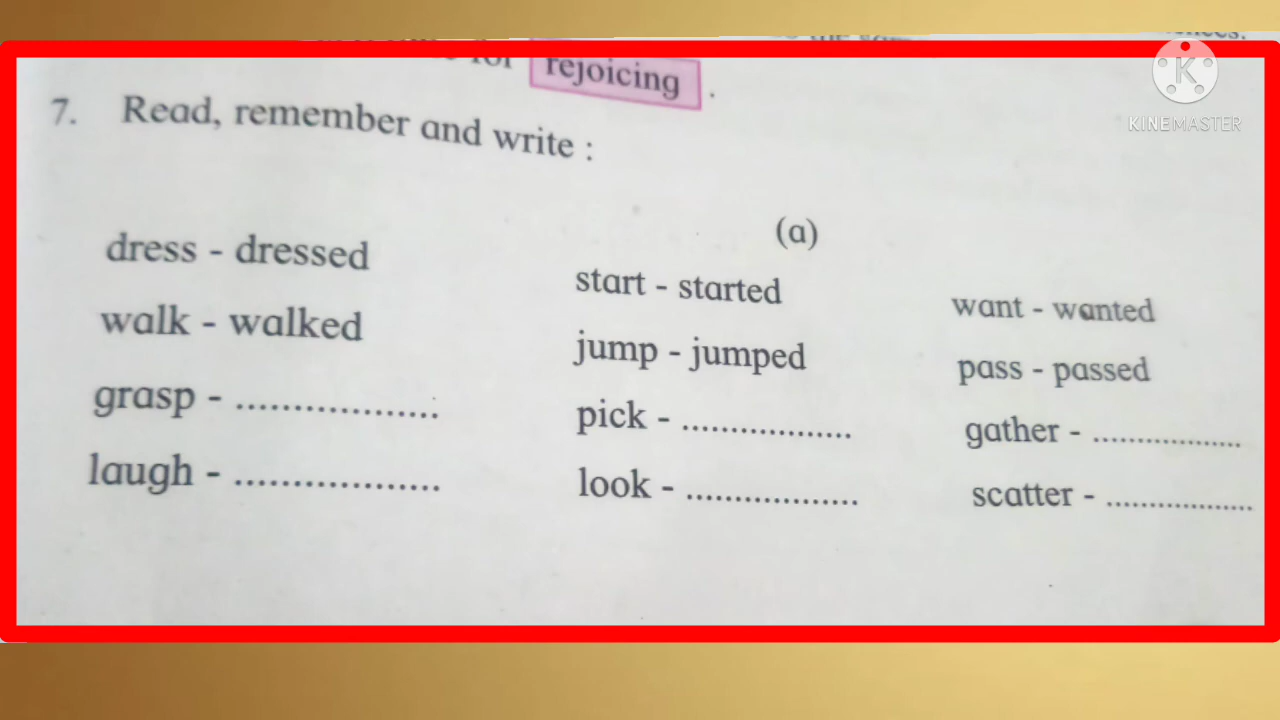 for rejoicing .
7. Read, remember and write :
(a)
dress - dressed start - started want - wanted
walk - walked jump - jumped pass - passed
grasp - .................. pick - .................. gather - ..................
laugh - .................. look - .................. scatter - ..................
K
KINEMASTER